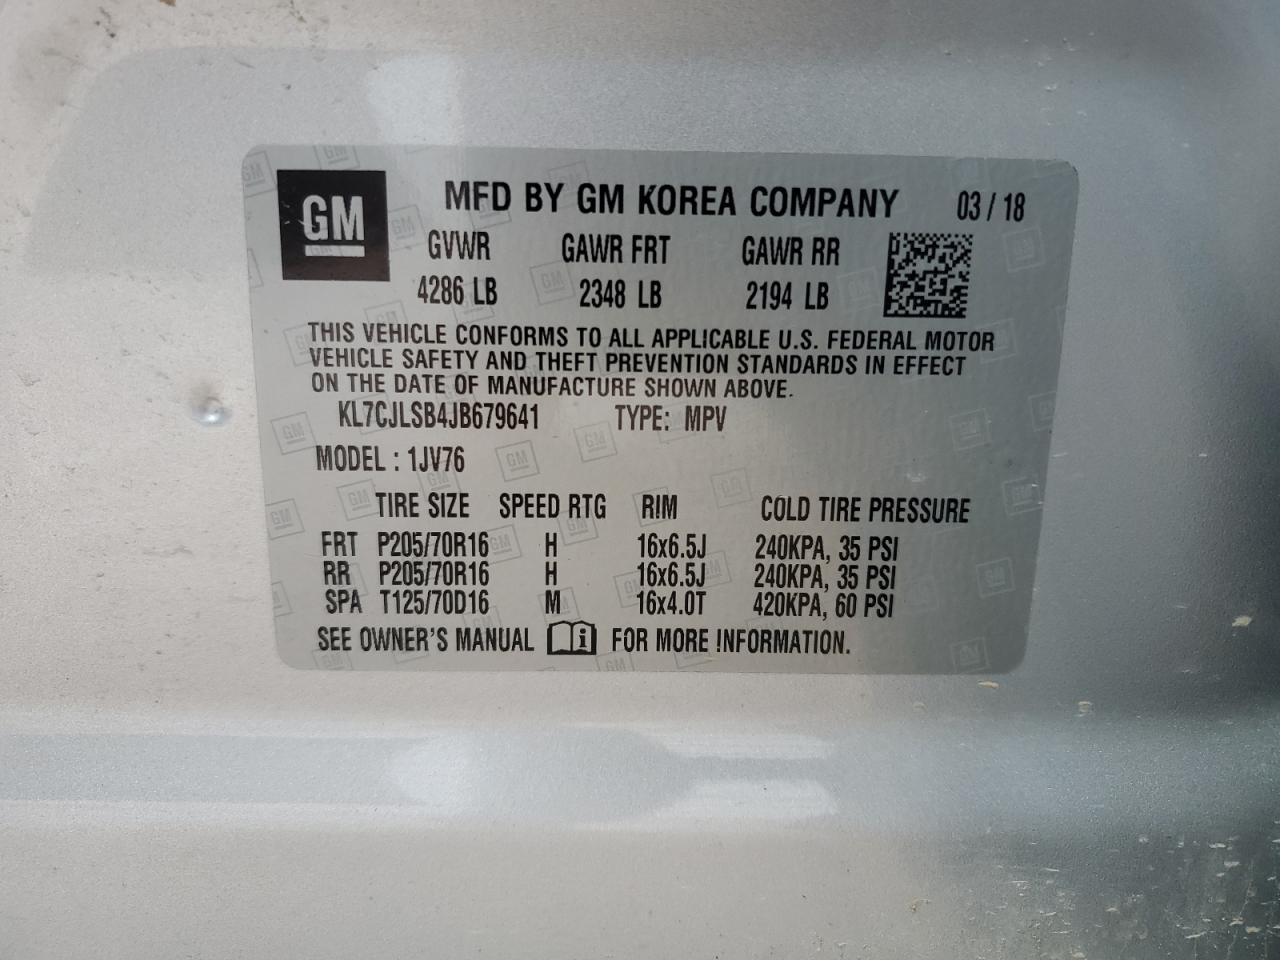 GM
MFD BY GM KOREA COMPANY 03 / 18
GVWR GAWR FRT GAWR RR
4286 LB 2348 LB 2194 LB
THIS VEHICLE CONFORMS TO ALL APPLICABLE U.S. FEDERAL MOTOR
VEHICLE SAFETY AND THEFT PREVENTION STANDARDS IN EFFECT
ON THE DATE OF MANUFACTURE SHOWN ABOVE.
KL7CJLSB4JB679641 TYPE: MPV
MODEL : 1JV76
TIRE SIZE SPEED RTG RIM COLD TIRE PRESSURE
FRT P205/70R16 H 16x6.5J 240KPA, 35 PSI
RR P205/70R16 H 16x6.5J 240KPA, 35 PSI
SPA T125/70D16 M 16x4.0T 420KPA, 60 PSI
SEE OWNER'S MANUAL i FOR MORE INFORMATION.